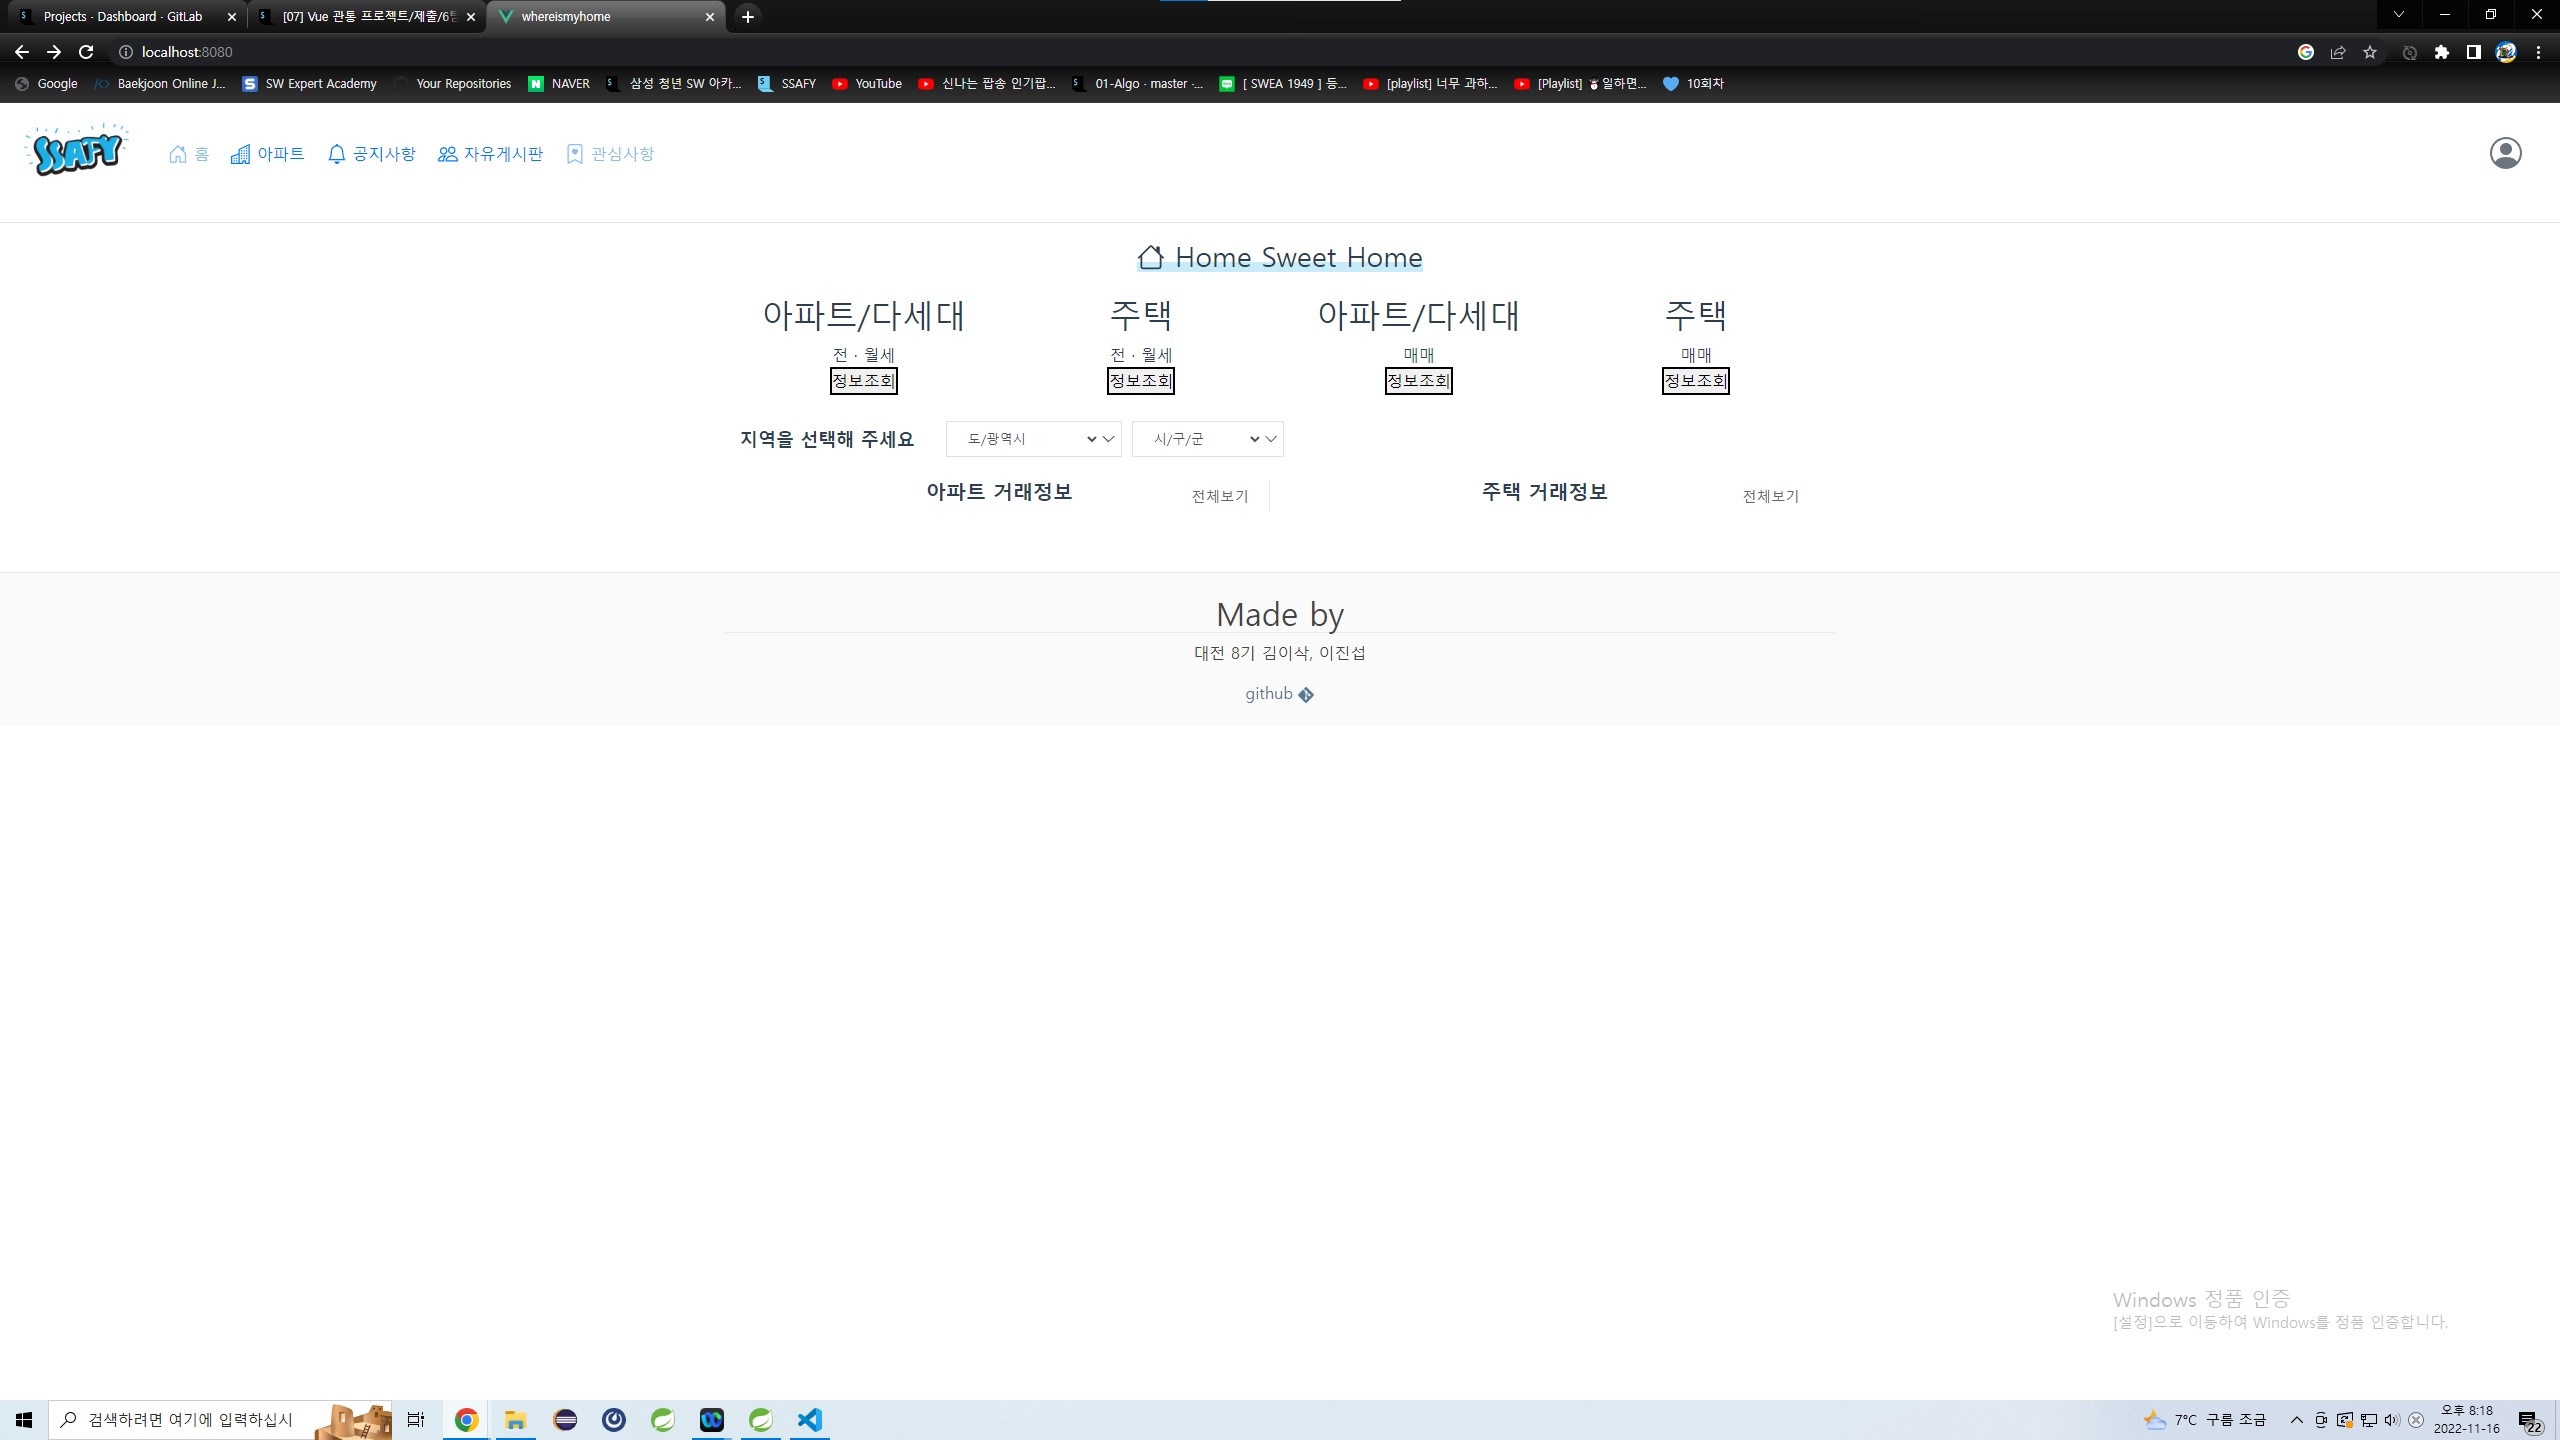 Projects · Dashboard · GitLab
[07] Vue 관통 프로젝트/제출/6팀
whereismyhome
localhost:8080
Google
Baekjoon Online J...
SW Expert Academy
Your Repositories
NAVER
삼성 청년 SW 아카...
SSAFY
YouTube
신나는 팝송 인기팝...
01-Algo · master ·...
[ SWEA 1949 ] 등...
[playlist] 너무 과하...
[Playlist] ⛄일하면...
10회차
SSAFY
홈
아파트
공지사항
자유게시판
관심사항
Home Sweet Home
아파트/다세대
주택
아파트/다세대
주택
전 · 월세
전 · 월세
매매
매매
정보조회
정보조회
정보조회
정보조회
지역을 선택해 주세요
도/광역시
시/구/군
아파트 거래정보
전체보기
주택 거래정보
전체보기
Made by
대전 8기 김이삭, 이진섭
github
Windows 정품 인증
[설정]으로 이동하여 Windows를 정품 인증합니다.
검색하려면 여기에 입력하십시
7°C 구름 조금
오후 8:18
2022-11-16
22